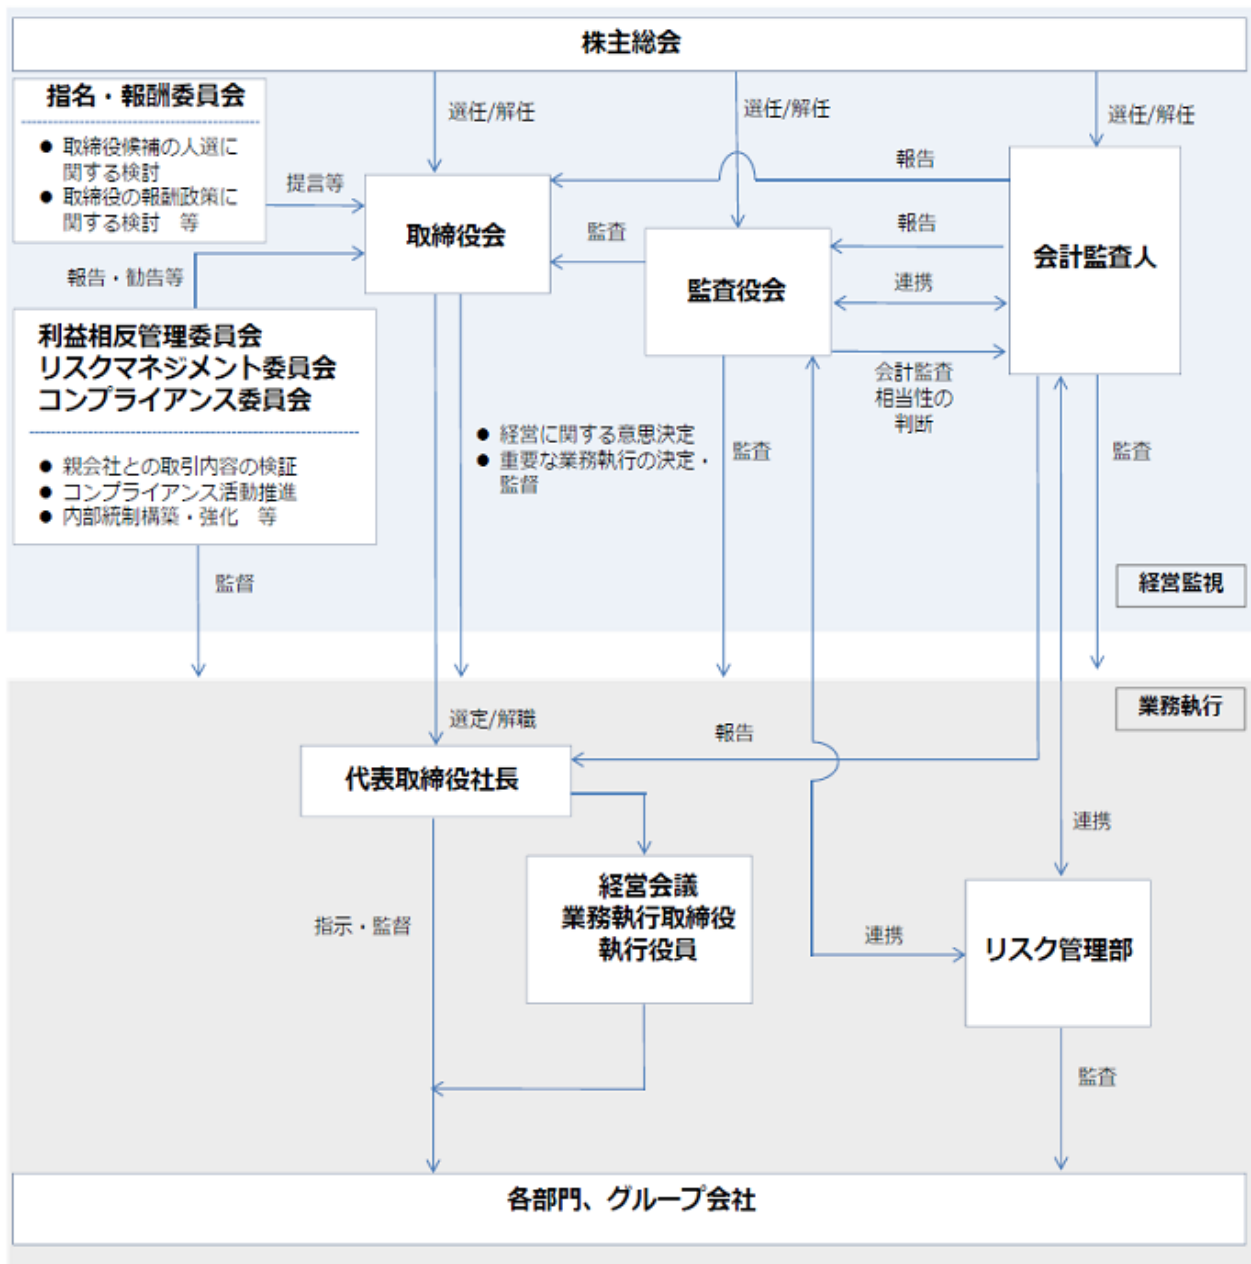 株主総会
指名・報酬委員会
● 取締役候補の人選に
関する検討
● 取締役の報酬政策に
関する検討　等
選任/解任
選任/解任
選任/解任
提言等
報告
取締役会
監査
報告
監査役会
連携
会計監査人
報告・勧告等
会計監査
相当性の
判断
利益相反管理委員会
リスクマネジメント委員会
コンプライアンス委員会
● 親会社との取引内容の検証
● コンプライアンス活動推進
● 内部統制構築・強化　等
● 経営に関する意思決定
● 重要な業務執行の決定・
監督
監査
監査
監督
経営監視
業務執行
選定/解職
報告
代表取締役社長
連携
経営会議
業務執行取締役
執行役員
指示・監督
連携
リスク管理部
監査
各部門、グループ会社